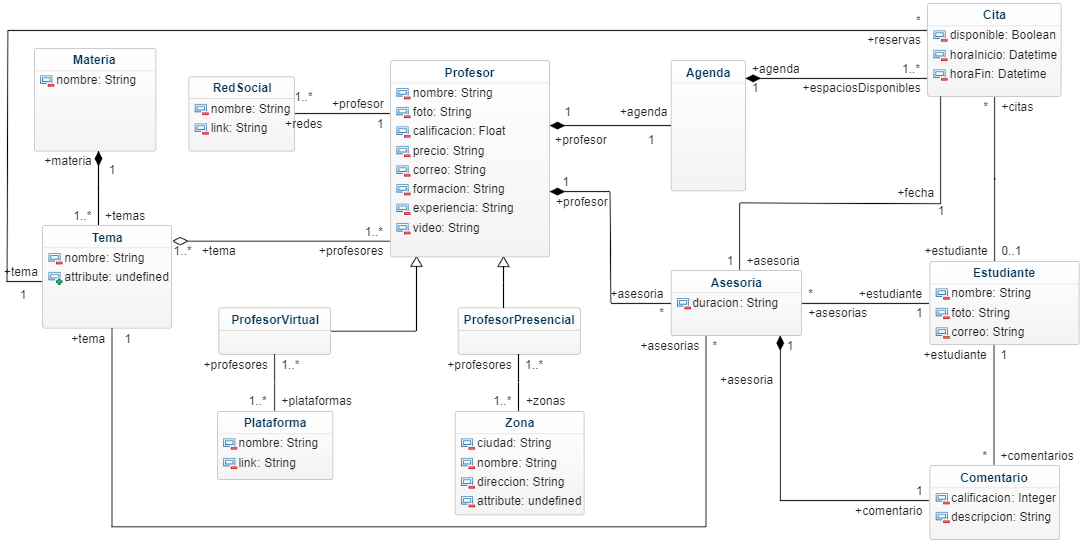 Cita
disponible: Boolean
horaInicio: Datetime
horaFin: Datetime
*
+reservas
Materia
nombre: String
+materia
1
1..*
+temas
RedSocial
nombre: String
link: String
1..*
+redes
+profesor
1
Profesor
nombre: String
foto: String
calificacion: Float
precio: String
correo: String
formacion: String
experiencia: String
video: String
1
+profesor
+agenda
1
Agenda
+agenda
1
1..*
+espaciosDisponibles
*
+citas
1
+profesor
+asesoria
*
+fecha
1
1
+asesoria
+estudiante
0..1
Tema
nombre: String
attribute: undefined
1..*
+tema
1..*
+profesores
+tema
1
+tema
1
Asesoria
duracion: String
*
+asesorias
+estudiante
1
Estudiante
nombre: String
foto: String
correo: String
ProfesorVirtual
ProfesorPresencial
+profesores
1..*
1..*
+plataformas
+profesores
1..*
1..*
+zonas
+asesorias
*
1
+asesoria
+estudiante
1
*
+comentarios
Plataforma
nombre: String
link: String
Zona
ciudad: String
nombre: String
direccion: String
attribute: undefined
1
+comentario
Comentario
calificacion: Integer
descripcion: String